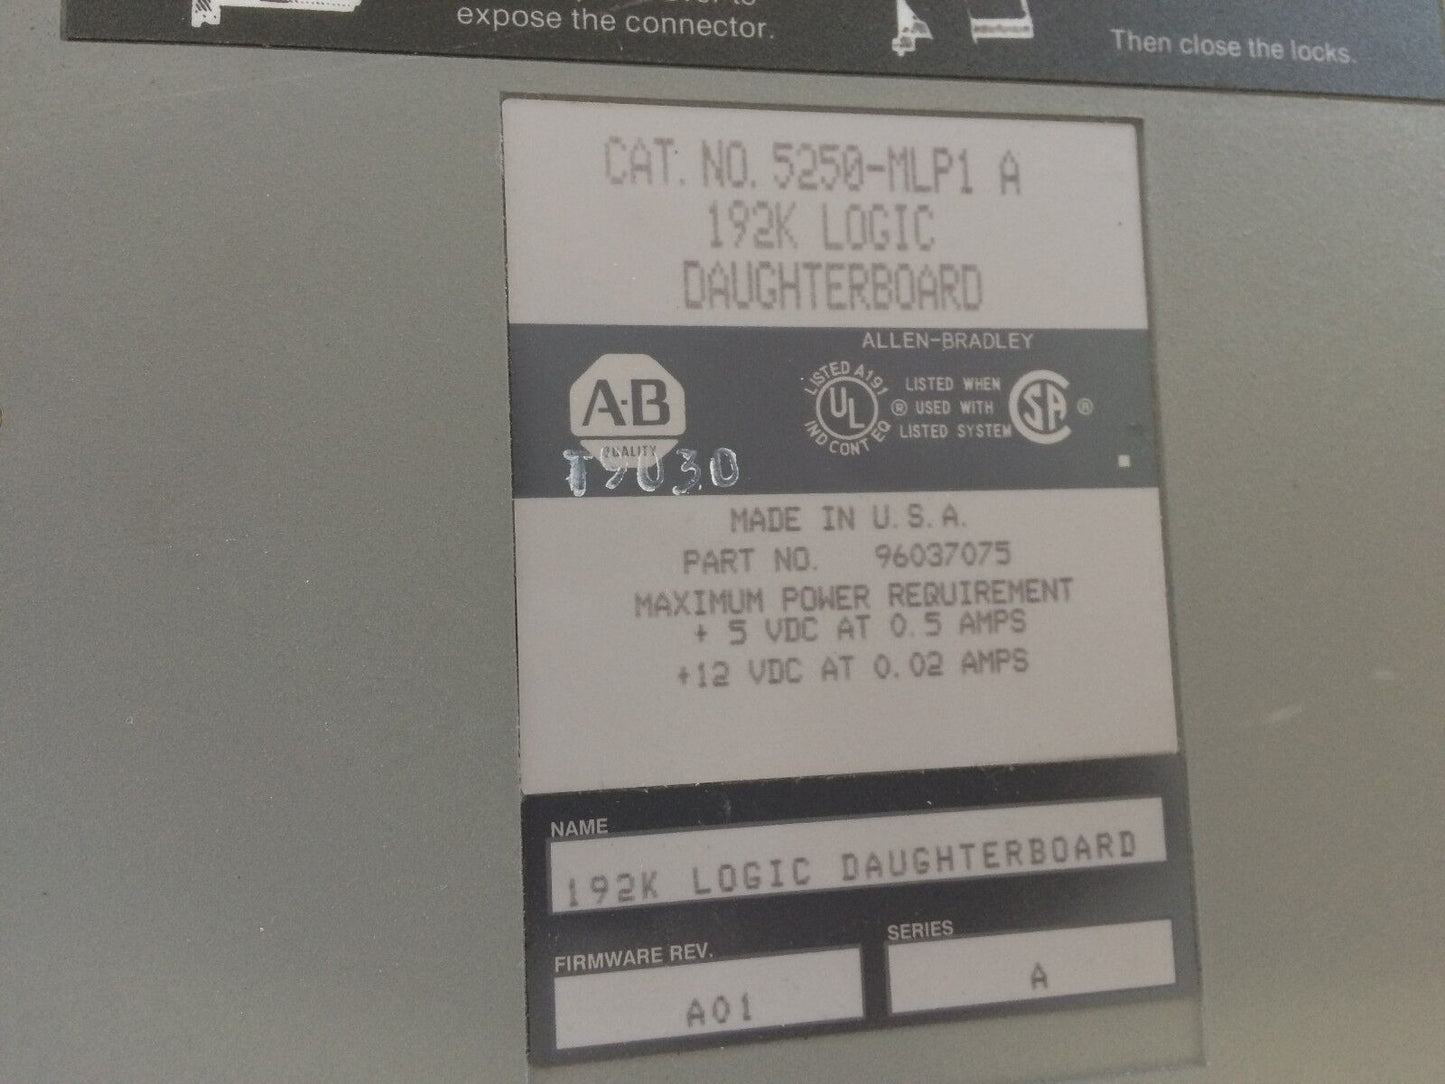 expose the connector.
Then close the locks.
CAT. NO. 5250-MLP1 A
192K LOGIC
DAUGHTERBOARD
ALLEN-BRADLEY
A-B
QUALITY
LISTED A191
UL
IND CONT EQ
LISTED WHEN
® USED WITH
LISTED SYSTEM
SA ®
T9030
MADE IN U.S.A.
PART NO. 96037075
MAXIMUM POWER REQUIREMENT
+ 5 VDC AT 0.5 AMPS
+12 VDC AT 0.02 AMPS
NAME
192K LOGIC DAUGHTERBOARD
FIRMWARE REV.
A01
SERIES
A